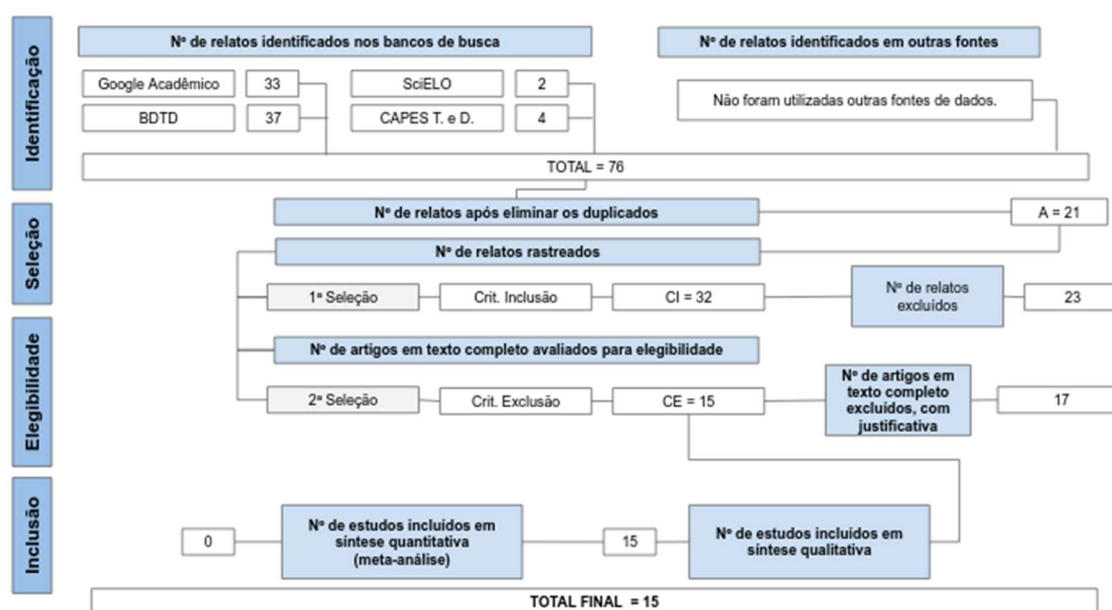 Identificação
Nº de relatos identificados nos bancos de busca
Nº de relatos identificados em outras fontes
Google Acadêmico
33
SciELO
2
BDTD
37
CAPES T. e D.
4
Não foram utilizadas outras fontes de dados.
TOTAL = 76
Seleção
Nº de relatos após eliminar os duplicados
A = 21
Nº de relatos rastreados
1ª Seleção
Crit. Inclusão
CI = 32
Nº de relatos
excluídos
23
Elegibilidade
Nº de artigos em texto completo avaliados para elegibilidade
2ª Seleção
Crit. Exclusão
CE = 15
Nº de artigos em
texto completo
excluídos, com
justificativa
17
Inclusão
0
Nº de estudos incluídos em
síntese quantitativa
(meta-análise)
15
Nº de estudos incluídos em
síntese qualitativa
TOTAL FINAL = 15